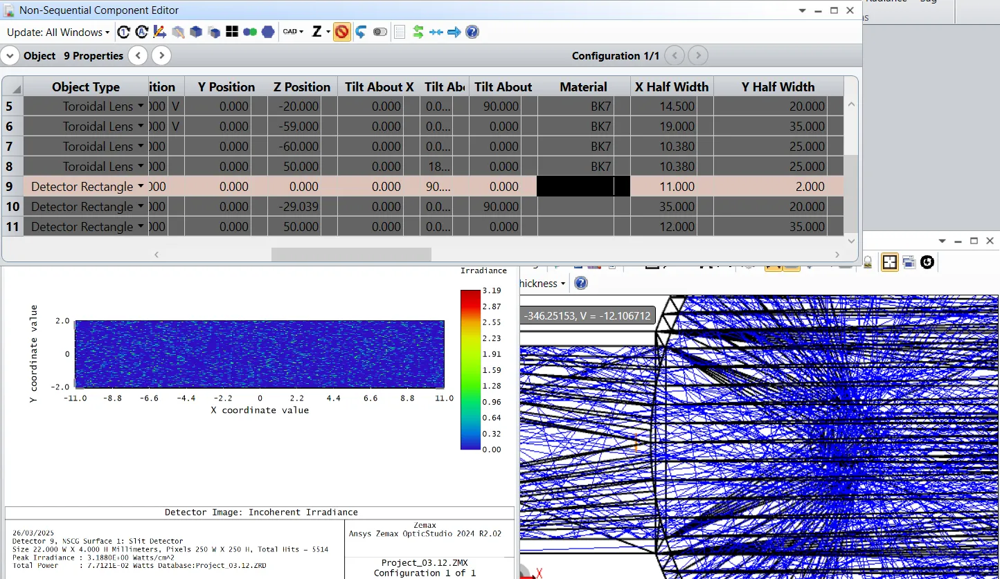 Non-Sequential Component Editor
Update: All Windows
CAD
Z
Object 9 Properties
Configuration 1/1
Object Type ition Y Position Z Position Tilt About X Tilt Ab Tilt About Material X Half Width Y Half Width
5 Toroidal Lens 000 V 0.000 -20.000 0.000 0.0... 90.000 BK7 14.500 20.000
6 Toroidal Lens 000 V 0.000 -59.000 0.000 0.0... 0.000 BK7 19.000 35.000
7 Toroidal Lens 000 0.000 -60.000 0.000 0.0... 0.000 BK7 10.380 25.000
8 Toroidal Lens 000 0.000 50.000 0.000 18... 0.000 BK7 10.380 25.000
9 Detector Rectangle 000 0.000 0.000 0.000 90.... 0.000 11.000 2.000
10 Detector Rectangle 000 0.000 -29.039 0.000 0.0... 90.000 35.000 20.000
11 Detector Rectangle 000 0.000 50.000 0.000 0.0... 0.000 12.000 35.000
hickness
-346.25153, V = -12.106712
X
Irradiance
3.19
2.87
2.55
2.23
1.91
1.59
1.28
0.96
0.64
0.32
0.00
Y coordinate value
2.0
0
-2.0
-11.0 -8.8 -6.6 -4.4 -2.2 0 2.2 4.4 6.6 8.8 11.0
X coordinate value
Detector Image: Incoherent Irradiance
26/03/2025
Detector 9, NSCG Surface 1: Slit Detector
Size 22.000 W X 4.000 H Millimeters, Pixels 250 W X 250 H, Total Hits = 5514
Peak Irradiance : 3.1880E+00 Watts/cm^2
Total Power : 7.7121E-02 Watts Database:Project_03.12.ZRD
Zemax
Ansys Zemax OpticStudio 2024 R2.02
Project_03.12.ZMX
Configuration 1 of 1